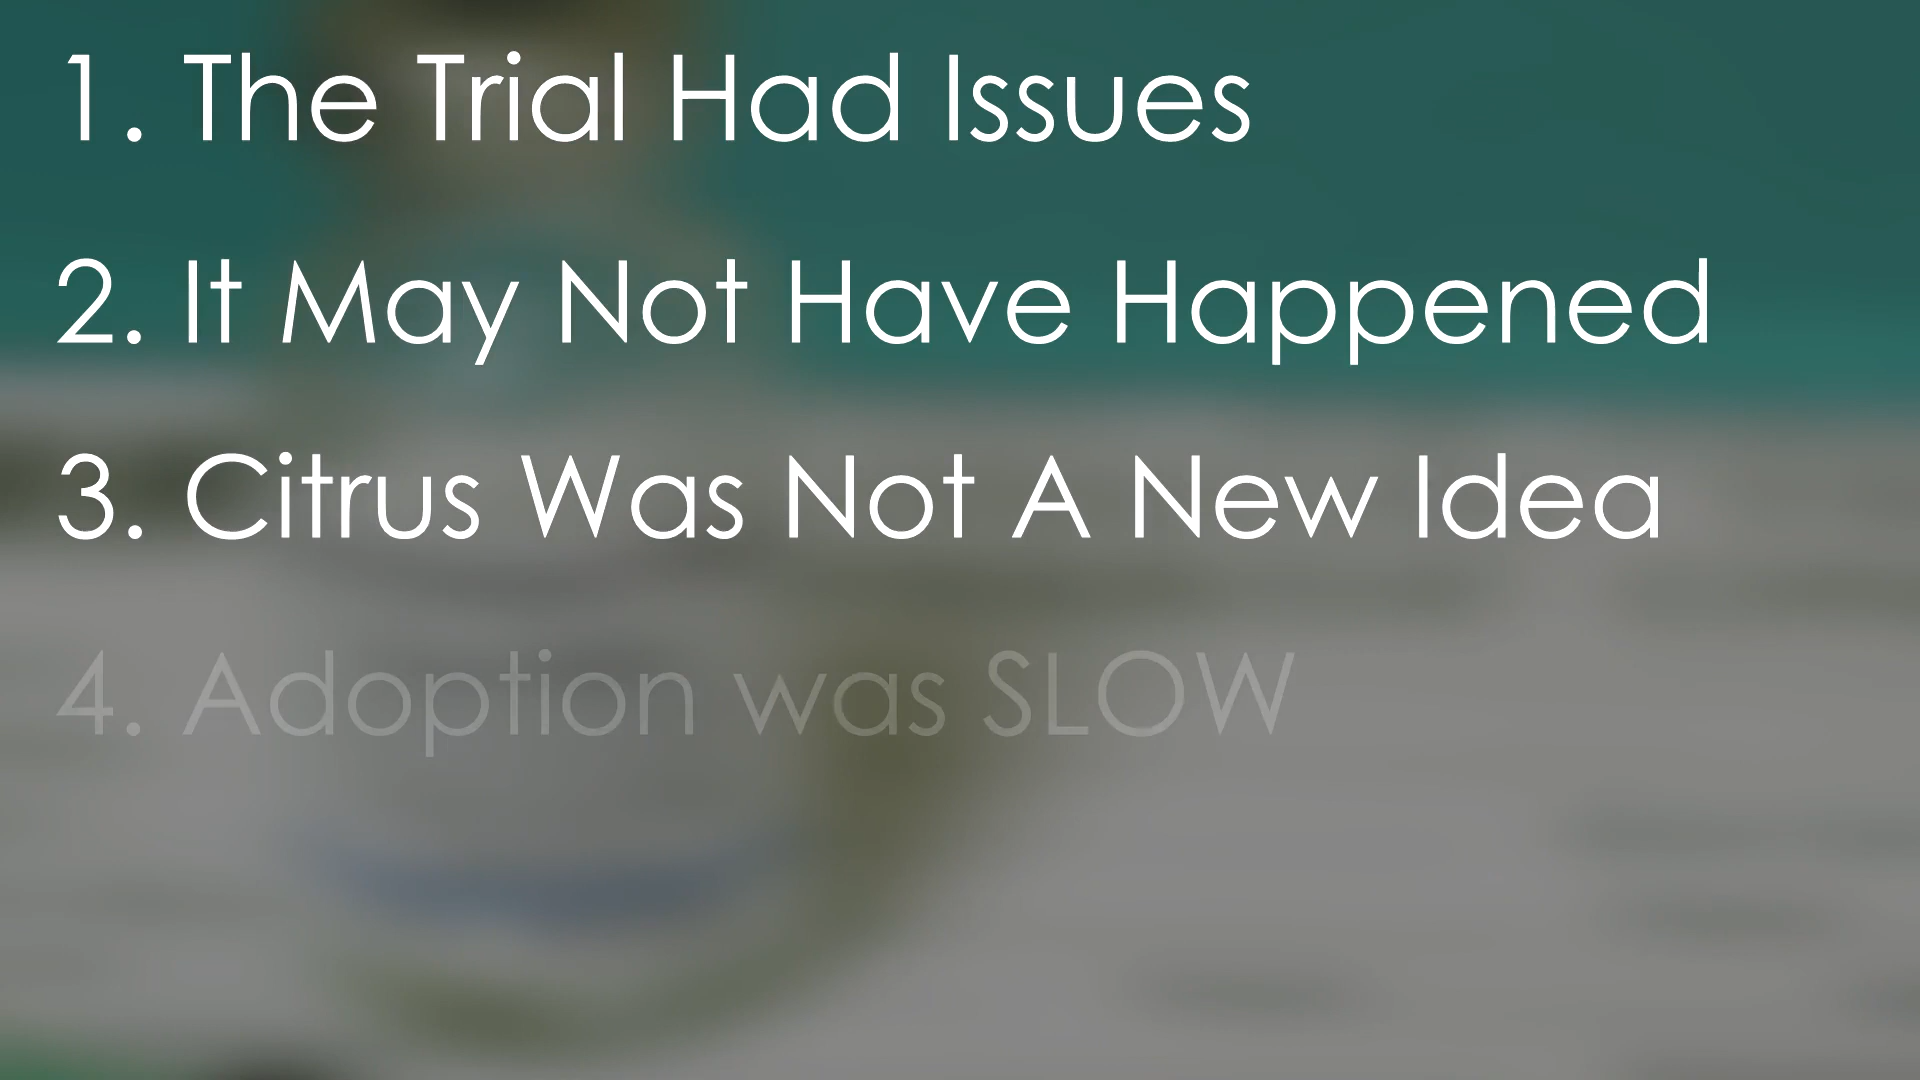 1. The Trial Had Issues
2. It May Not Have Happened
3. Citrus Was Not A New Idea
4. Adoption was SLOW